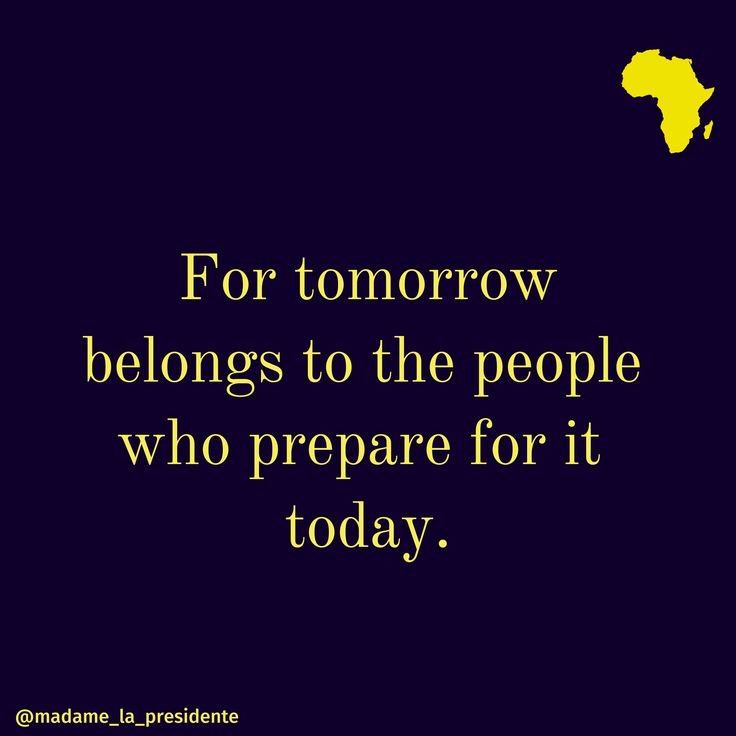 For tomorrow
belongs to the people
who prepare for it
today.
@madame_la_presidente